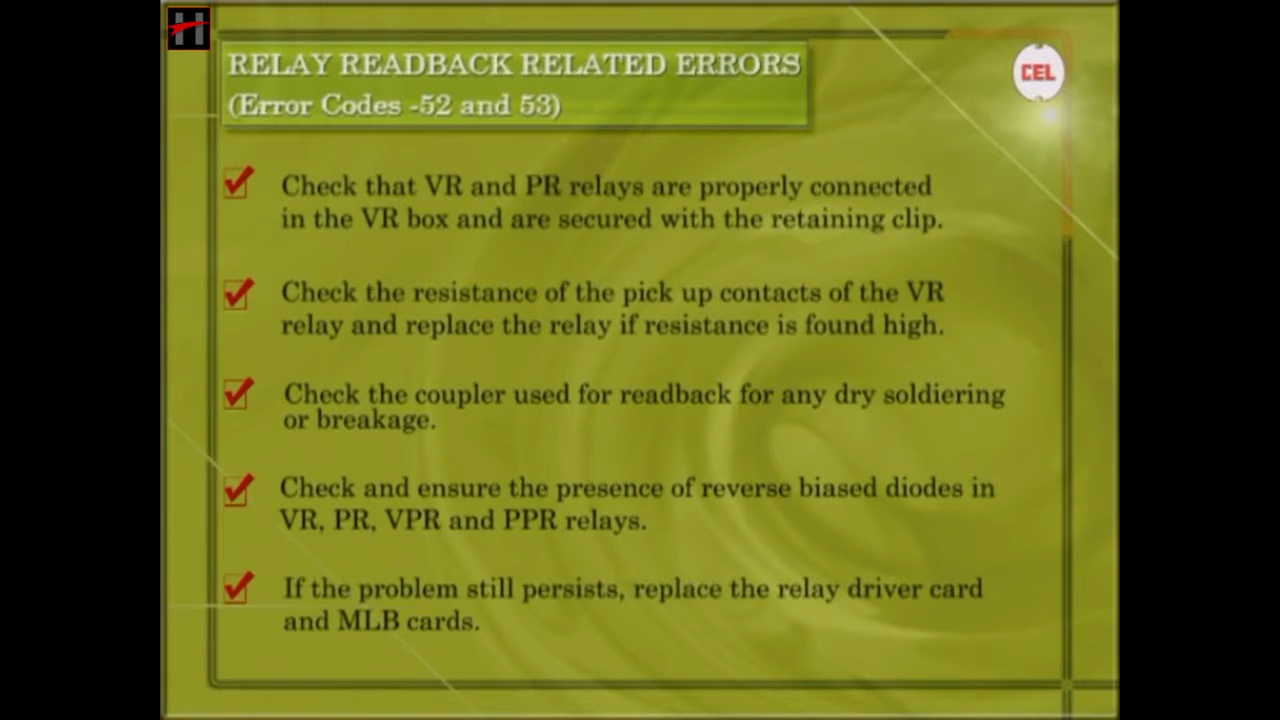 H
RELAY READBACK RELATED ERRORS
(Error Codes -52 and 53)
CEL
Check that VR and PR relays are properly connected
in the VR box and are secured with the retaining clip.
Check the resistance of the pick up contacts of the VR
relay and replace the relay if resistance is found high.
Check the coupler used for readback for any dry soldiering
or breakage.
Check and ensure the presence of reverse biased diodes in
VR, PR, VPR and PPR relays.
If the problem still persists, replace the relay driver card
and MLB cards.